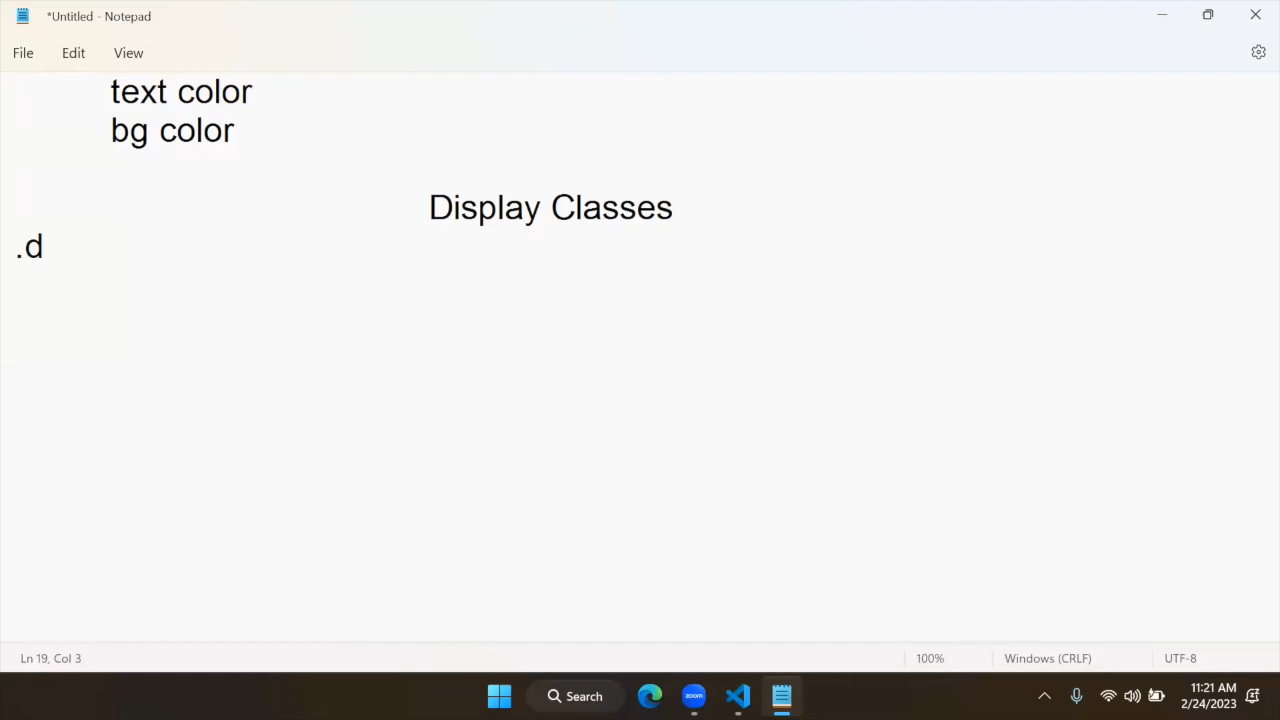 *Untitled - Notepad
File Edit View
text color
bg color
Display Classes
.d
Ln 19, Col 3 100% Windows (CRLF) UTF-8
Search zoom 11:21 AM
2/24/2023